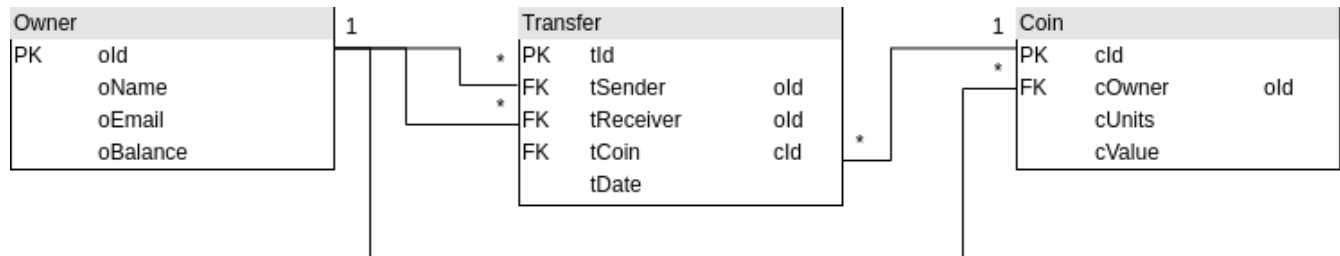 Owner
1
PK oId
oName
oEmail
oBalance
Transfer
* PK tId
FK tSender oId
* FK tReceiver oId
FK tCoin cId
*
tDate
1
Coin
* PK cId
FK cOwner oId
cUnits
cValue